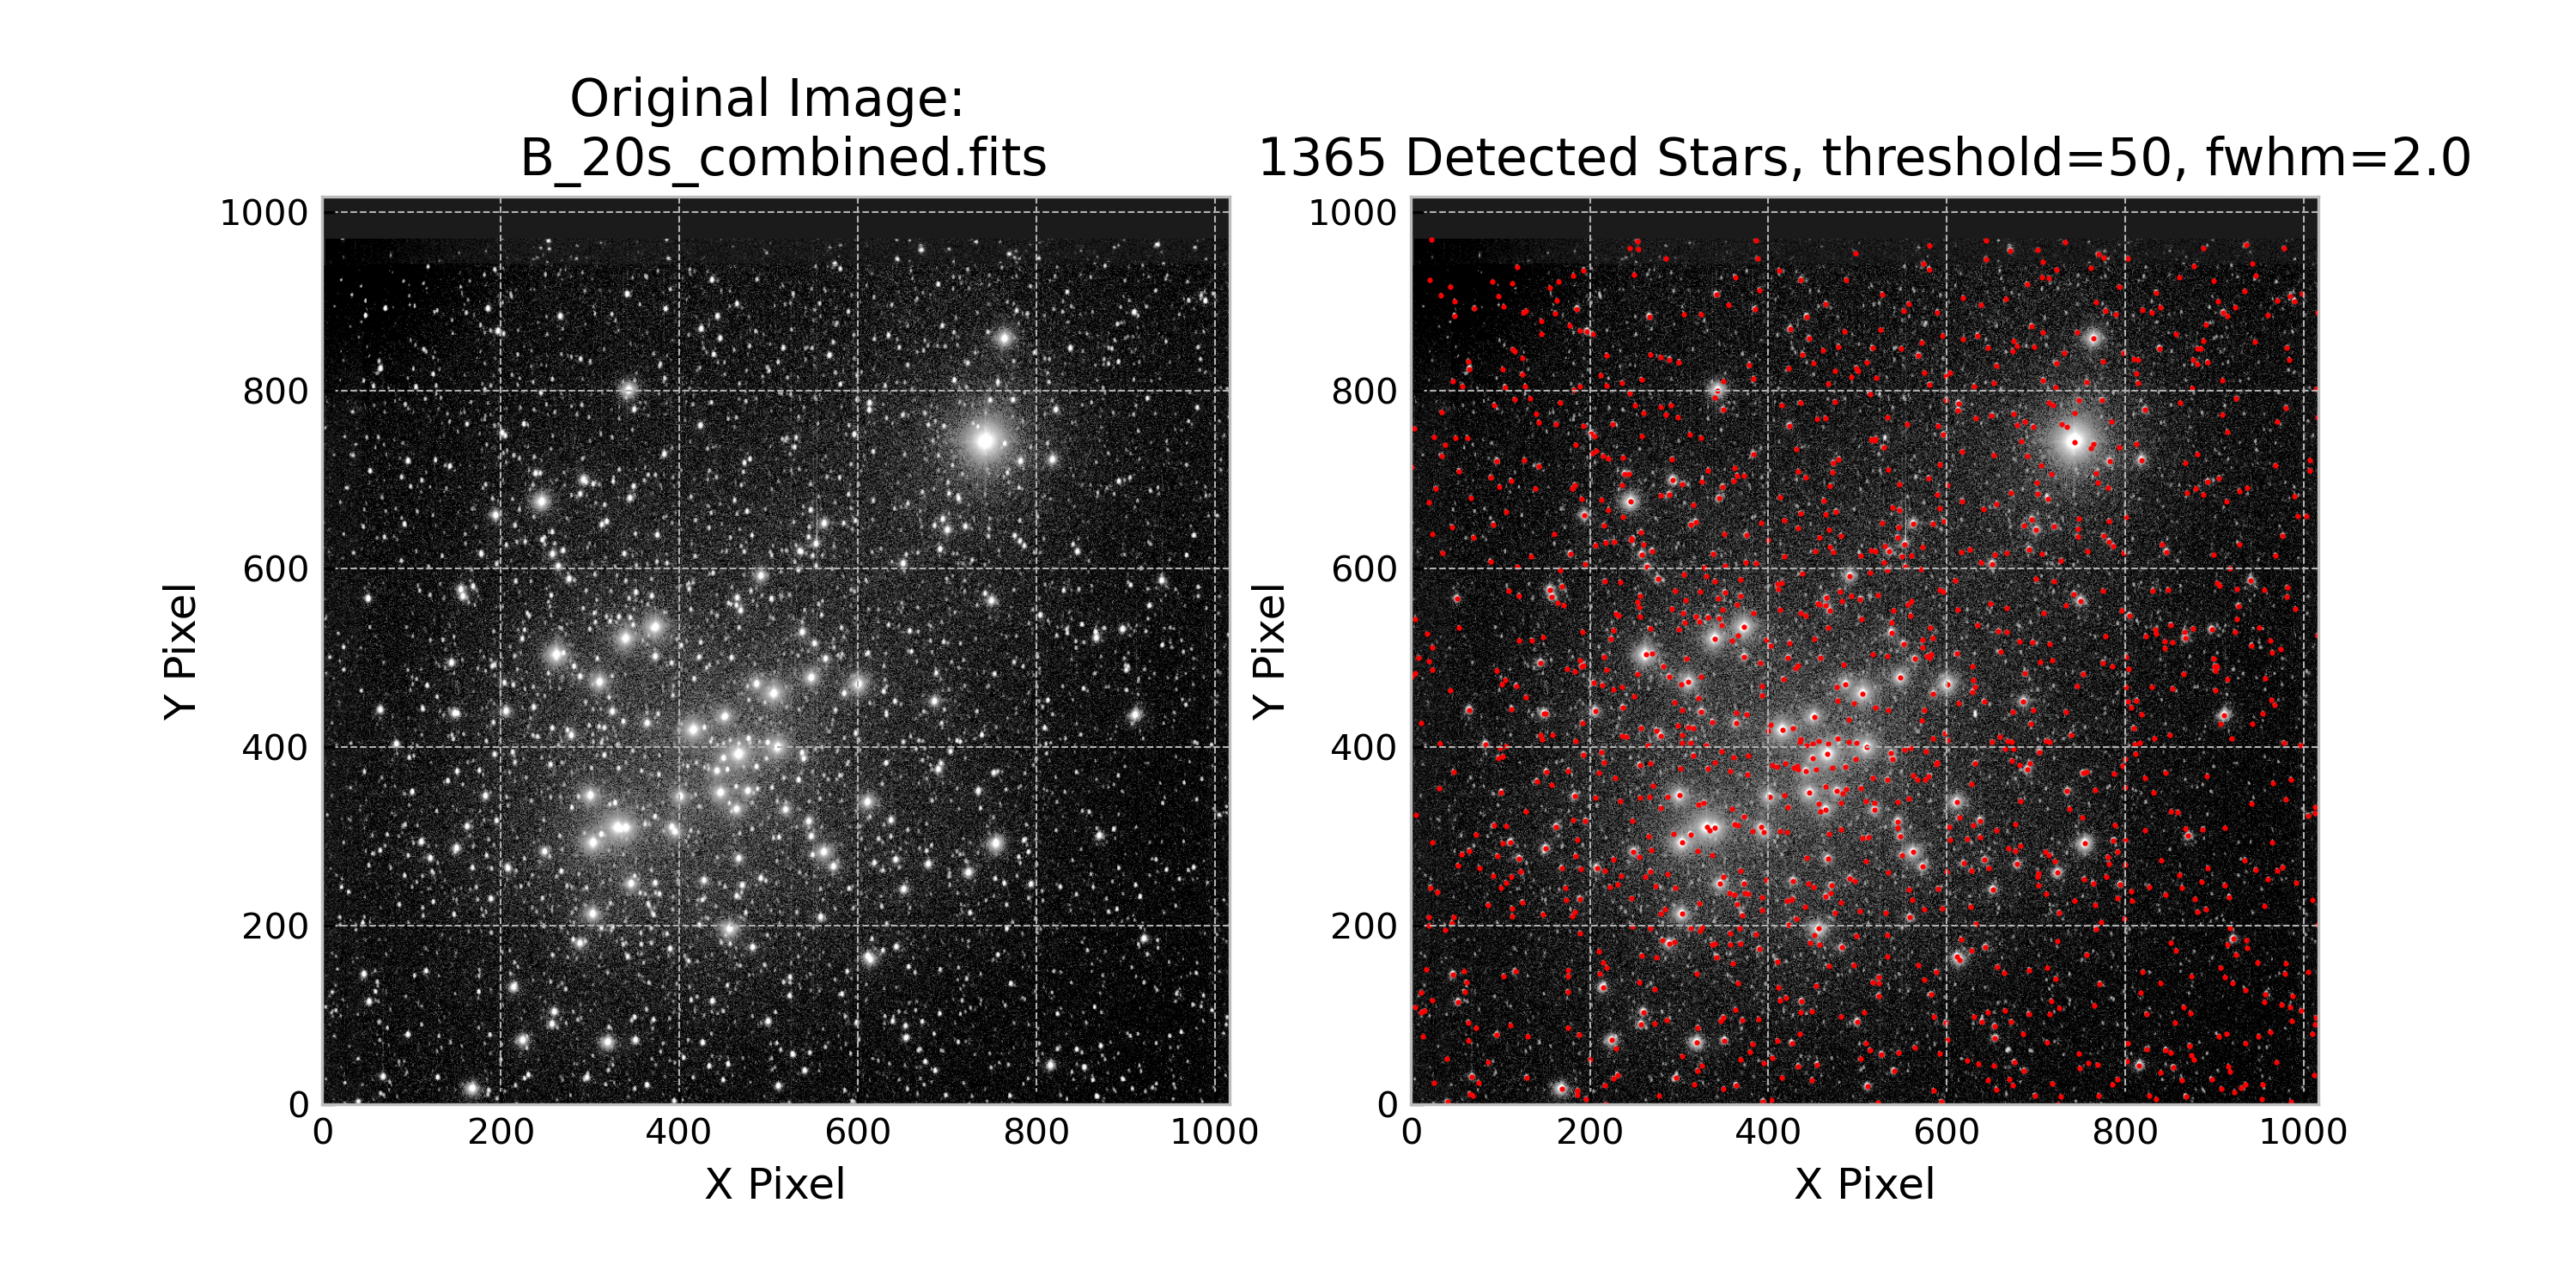 Original Image:
B_20s_combined.fits
1000
800
600
400
200
0
Y Pixel
0 200 400 600 800 1000
X Pixel
1365 Detected Stars, threshold=50, fwhm=2.0
1000
800
600
400
200
0
Y Pixel
0 200 400 600 800 1000
X Pixel